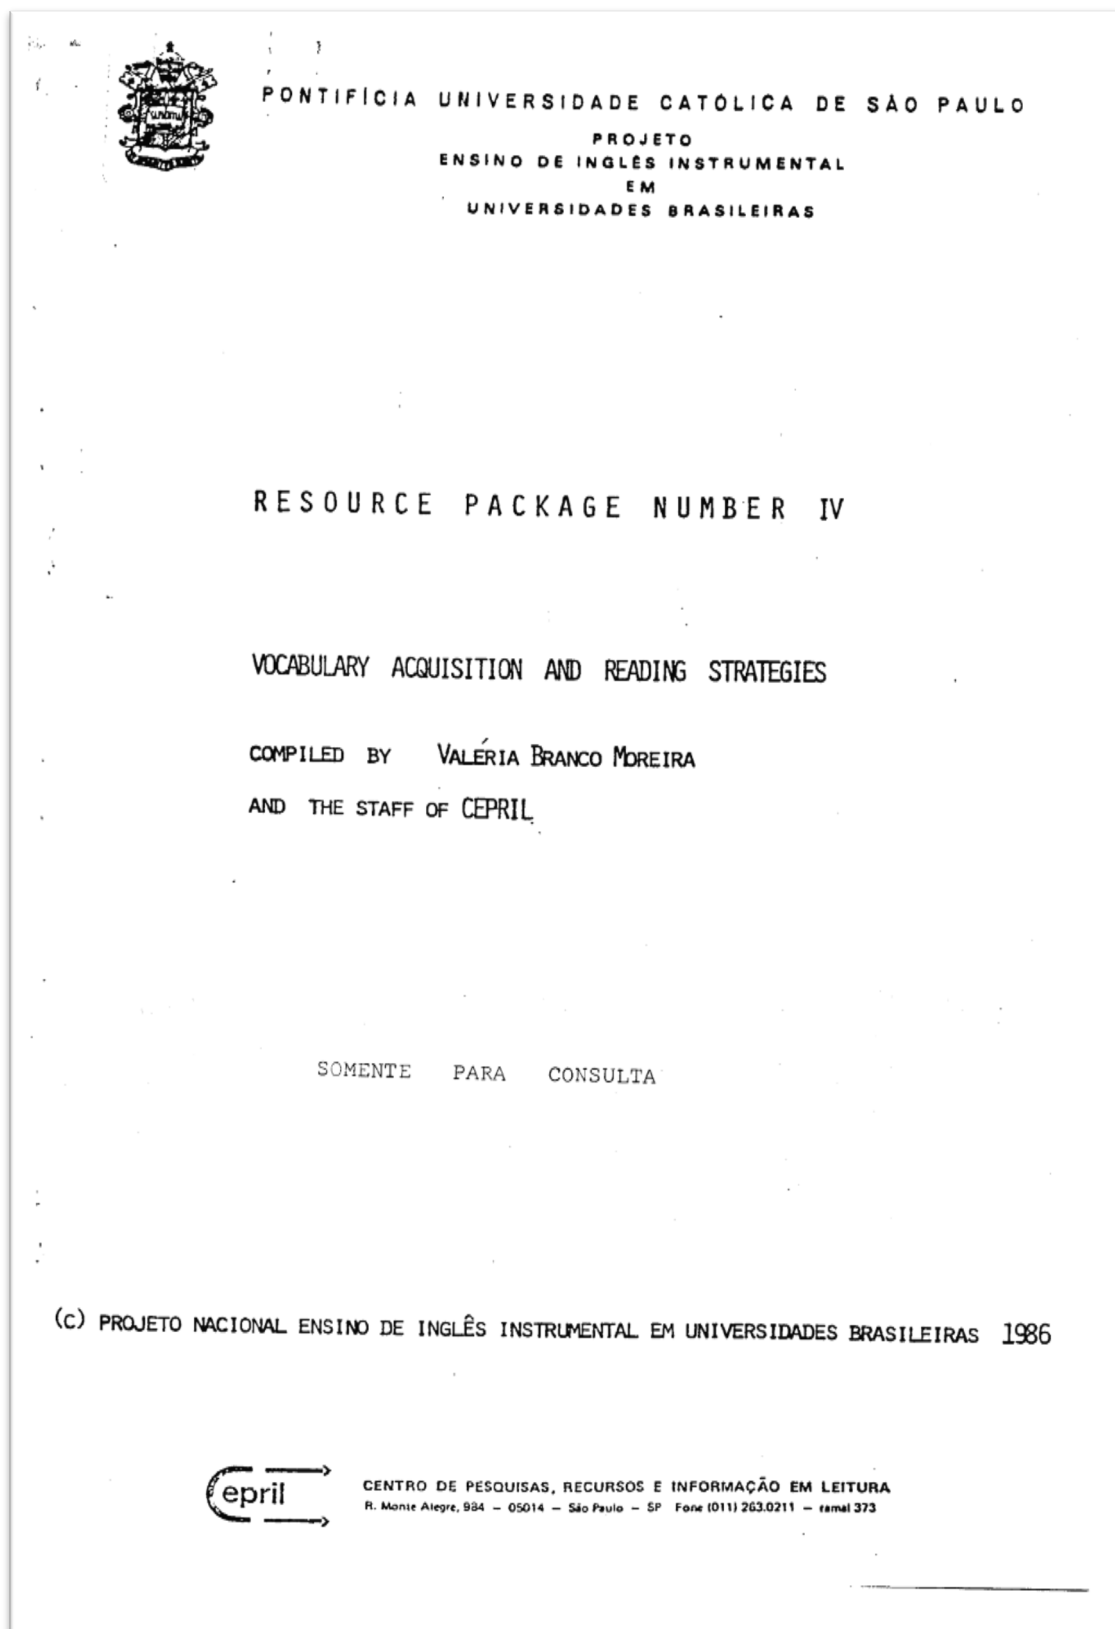 PONTIFÍCIA UNIVERSIDADE CATÓLICA DE SÃO PAULO
PROJETO
ENSINO DE INGLÊS INSTRUMENTAL
EM
UNIVERSIDADES BRASILEIRAS
RESOURCE PACKAGE NUMBER IV
VOCABULARY ACQUISITION AND READING STRATEGIES
COMPILED BY VALÉRIA BRANCO MOREIRA
AND THE STAFF OF CEPRIL
SOMENTE PARA CONSULTA
(C) PROJETO NACIONAL ENSINO DE INGLÊS INSTRUMENTAL EM UNIVERSIDADES BRASILEIRAS 1986
Cepril
CENTRO DE PESQUISAS, RECURSOS E INFORMAÇÃO EM LEITURA
R. Monte Alegre, 984 – 05014 – São Paulo – SP Fone (011) 263.0211 – ramal 373